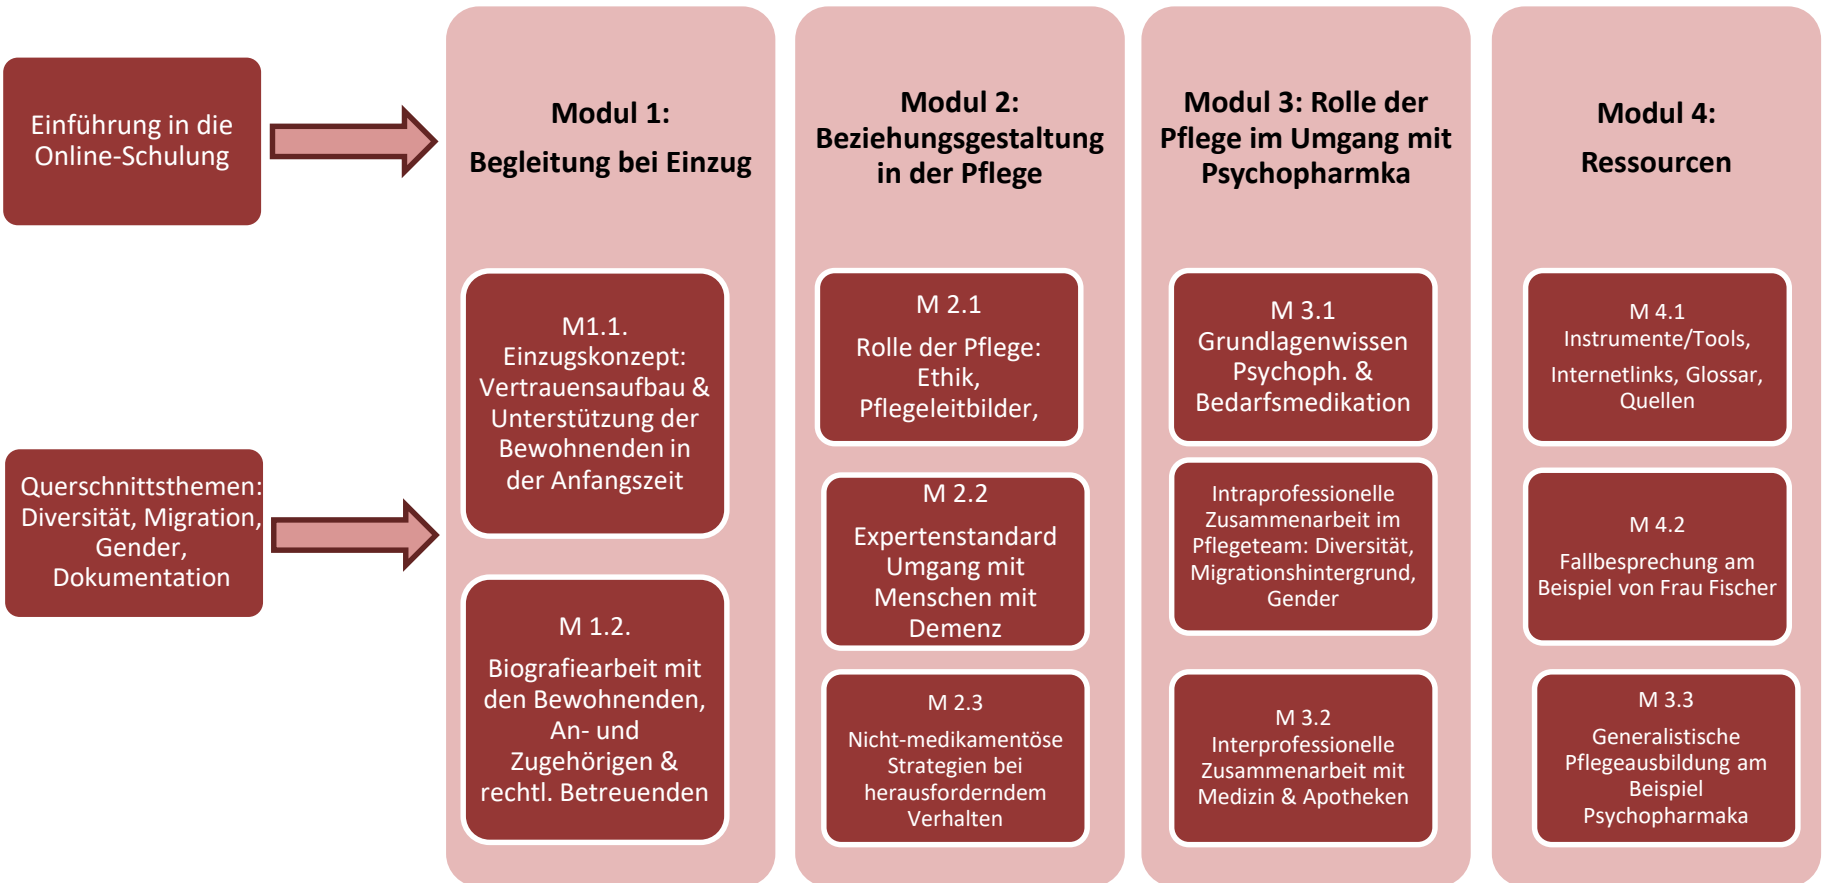 Einführung in die
Online-Schulung
Querschnittsthemen:
Diversität, Migration,
Gender,
Dokumentation
Modul 1:
Begleitung bei Einzug
M1.1.
Einzugskonzept:
Vertrauensaufbau &
Unterstützung der
Bewohnenden in
der Anfangszeit
M 1.2.
Biografiearbeit mit
den Bewohnenden,
An- und
Zugehörigen &
rechtl. Betreuenden
Modul 2:
Beziehungsgestaltung
in der Pflege
M 2.1
Rolle der Pflege:
Ethik,
Pflegeleitbilder,
M 2.2
Expertenstandard
Umgang mit
Menschen mit
Demenz
M 2.3
Nicht-medikamentöse
Strategien bei
herausforderndem
Verhalten
Modul 3: Rolle der
Pflege im Umgang mit
Psychopharmka
M 3.1
Grundlagenwissen
Psychoph. &
Bedarfsmedikation
Intraprofessionelle
Zusammenarbeit im
Pflegeteam: Diversität,
Migrationshintergrund,
Gender
M 3.2
Interprofessionelle
Zusammenarbeit mit
Medizin & Apotheken
Modul 4:
Ressourcen
M 4.1
Instrumente/Tools,
Internetlinks, Glossar,
Quellen
M 4.2
Fallbesprechung am
Beispiel von Frau Fischer
M 3.3
Generalistische
Pflegeausbildung am
Beispiel
Psychopharmaka